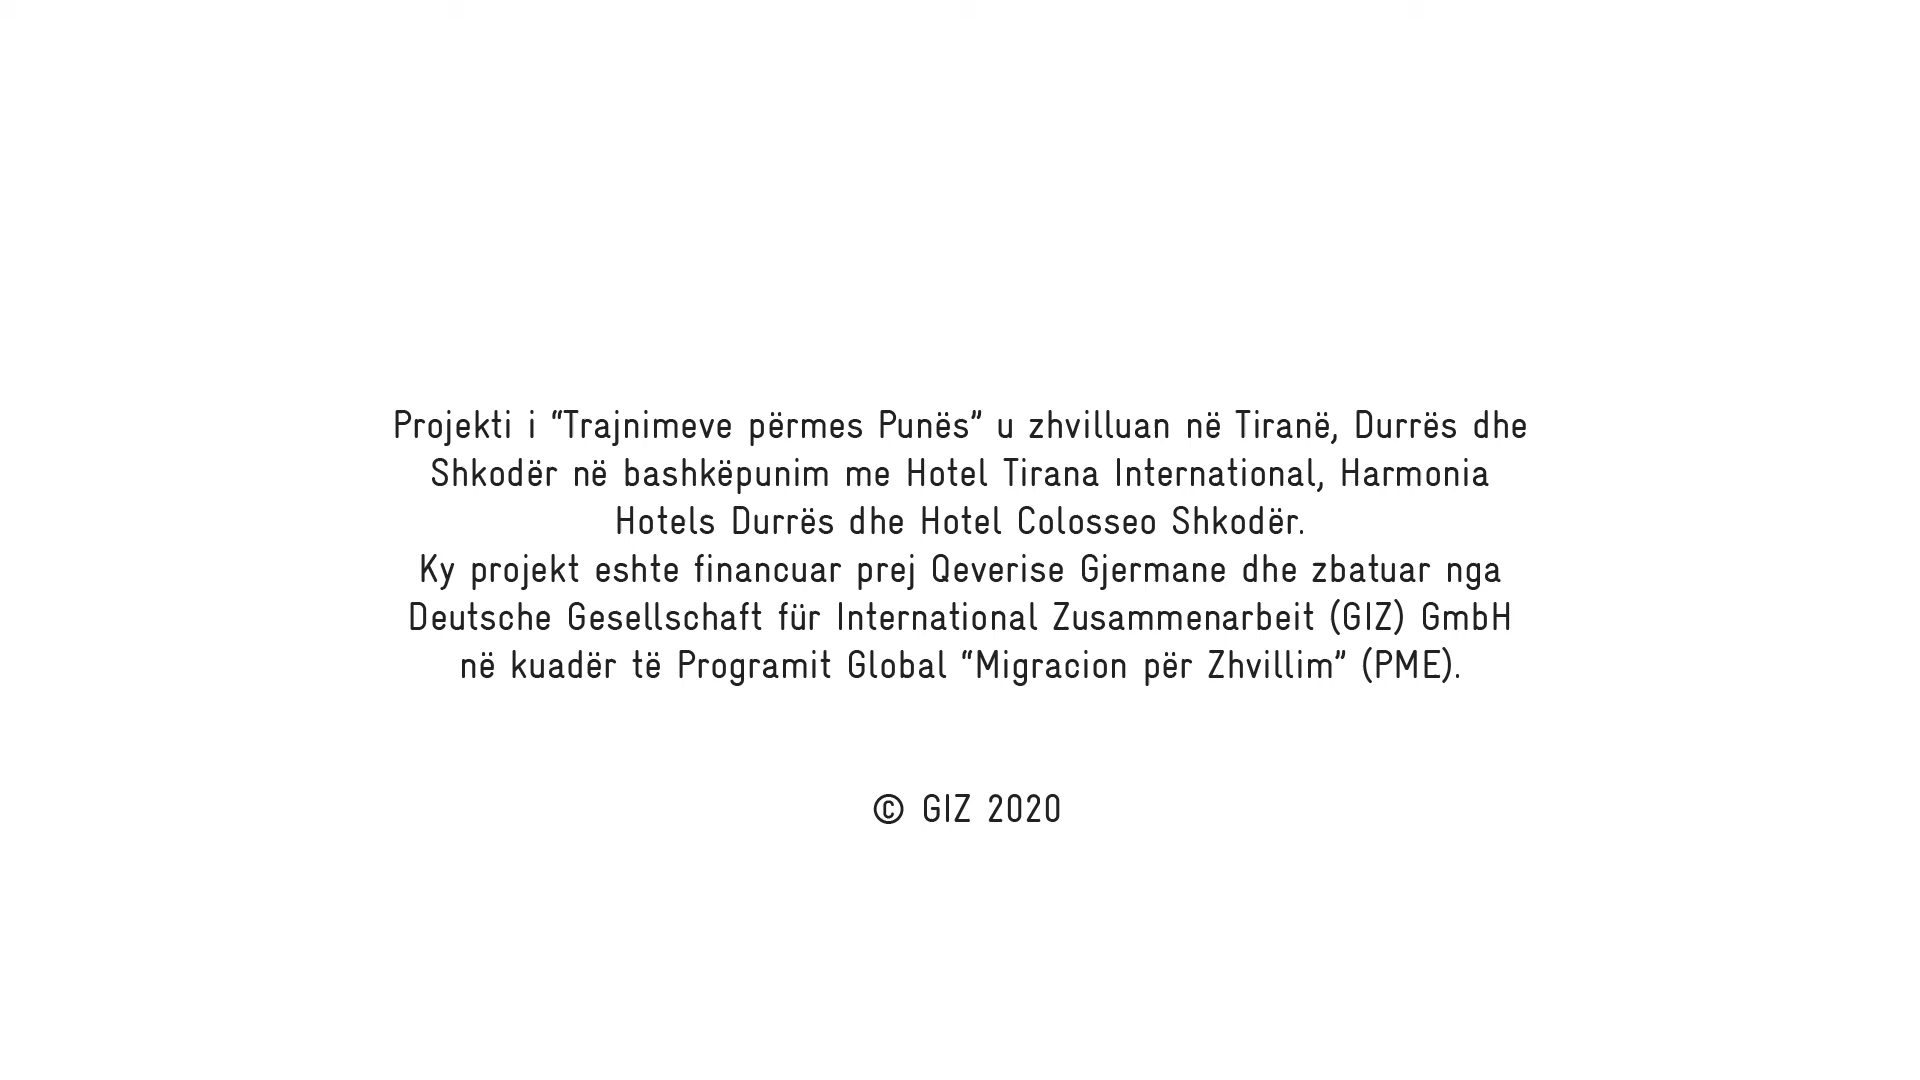 Projekti i “Trajnimeve përmes Punës” u zhvilluan në Tiranë, Durrës dhe
Shkodër në bashkëpunim me Hotel Tirana International, Harmonia
Hotels Durrës dhe Hotel Colosseo Shkodër.
Ky projekt eshte financuar prej Qeverise Gjermane dhe zbatuar nga
Deutsche Gesellschaft für International Zusammenarbeit (GIZ) GmbH
në kuadër të Programit Global “Migracion për Zhvillim” (PME).
© GIZ 2020